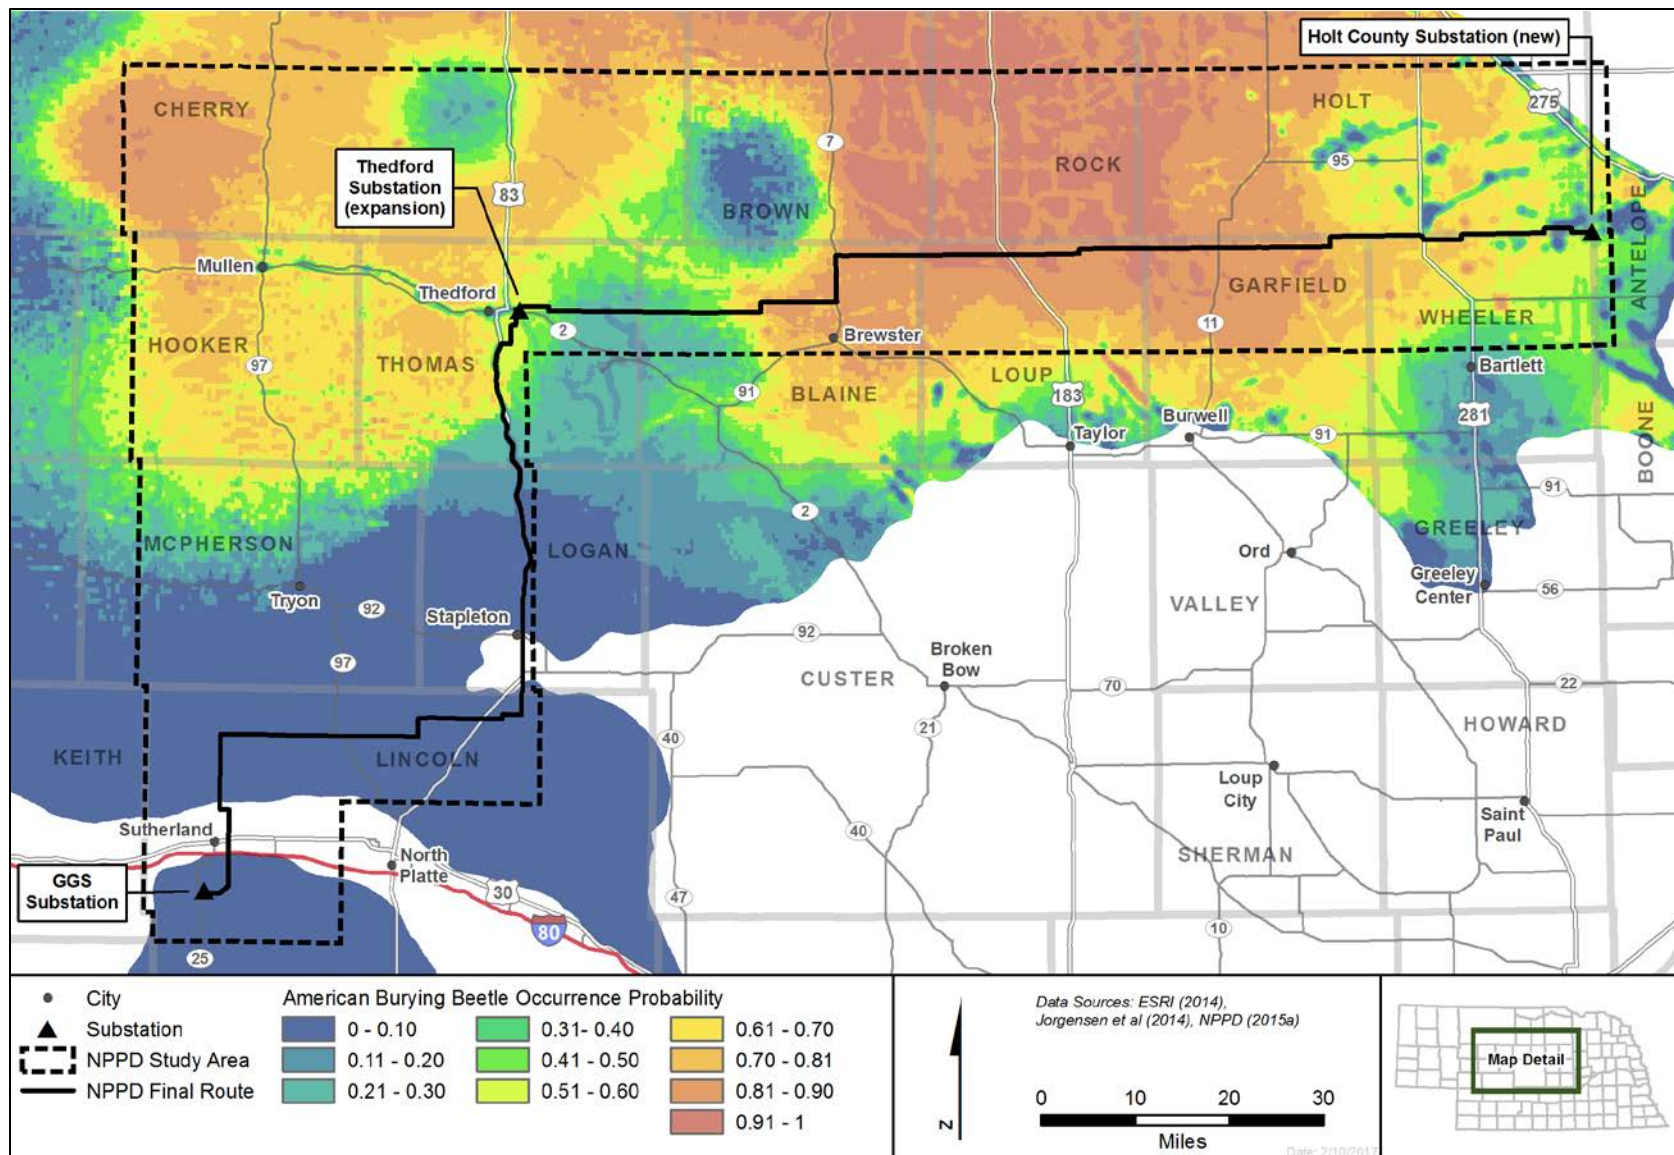 Holt County Substation (new)
CHERRY
HOLT
275
Thedford
Substation
(expansion)
7
95
ROCK
83
BROWN
ANTELOPE
Mullen
Thedford
GARFIELD
2
11
WHEELER
Brewster
HOOKER
97
THOMAS
LOUP
Bartlett
91
BLAINE
183
281
Burwell
Taylor
91
BOONE
91
2
GREELEY
MCPHERSON
LOGAN
Ord
Greeley
Center
56
Tryon
92
Stapleton
VALLEY
92
97
Broken
Bow
CUSTER
70
22
21
HOWARD
40
KEITH
LINCOLN
Loup
City
Saint
Paul
Sutherland
40
North
Platte
SHERMAN
GGS
Substation
30
47
80
10
25
City
Substation
NPPD Study Area
NPPD Final Route
American Burying Beetle Occurrence Probability
0 - 0.10
0.11 - 0.20
0.21 - 0.30
0.31- 0.40
0.41 - 0.50
0.51 - 0.60
0.61 - 0.70
0.70 - 0.81
0.81 - 0.90
0.91 - 1
N
Data Sources: ESRI (2014),
Jorgensen et al (2014), NPPD (2015a)
0 10 20 30
Miles
Map Detail
Date: 2/10/2017